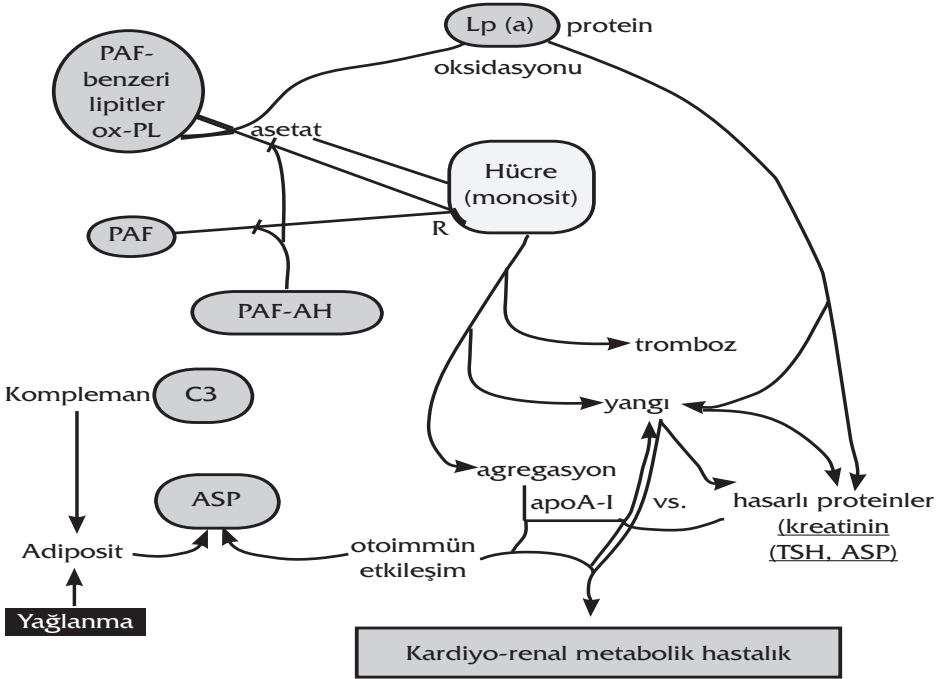 Lp (a) protein
oksidasyonu
PAF-
benzeri
lipitler
ox-PL
asetat
Hücre
(monosit)
R
PAF
PAF-AH
tromboz
Kompleman C3
yangı
agregasyon
apoA-I vs.
hasarlı proteinler
(kreatinin
(TSH, ASP)
ASP
Adiposit
otoimmün
etkileşim
Yağlanma
Kardiyo-renal metabolik hastalık